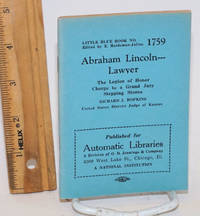 LITTLE BLUE BOOK NO. 1759
Edited by E. Haldeman-Julius
Abraham Lincoln—
Lawyer
The Legion of Honor
Charge to a Grand Jury
Stepping Stones
RICHARD J. HOPKINS
United States District Judge of Kansas
Published for
Automatic Libraries
A Division of O. D. Jennings & Company
4309 West Lake St., Chicago, Ill.
A NATIONAL INSTITUTION